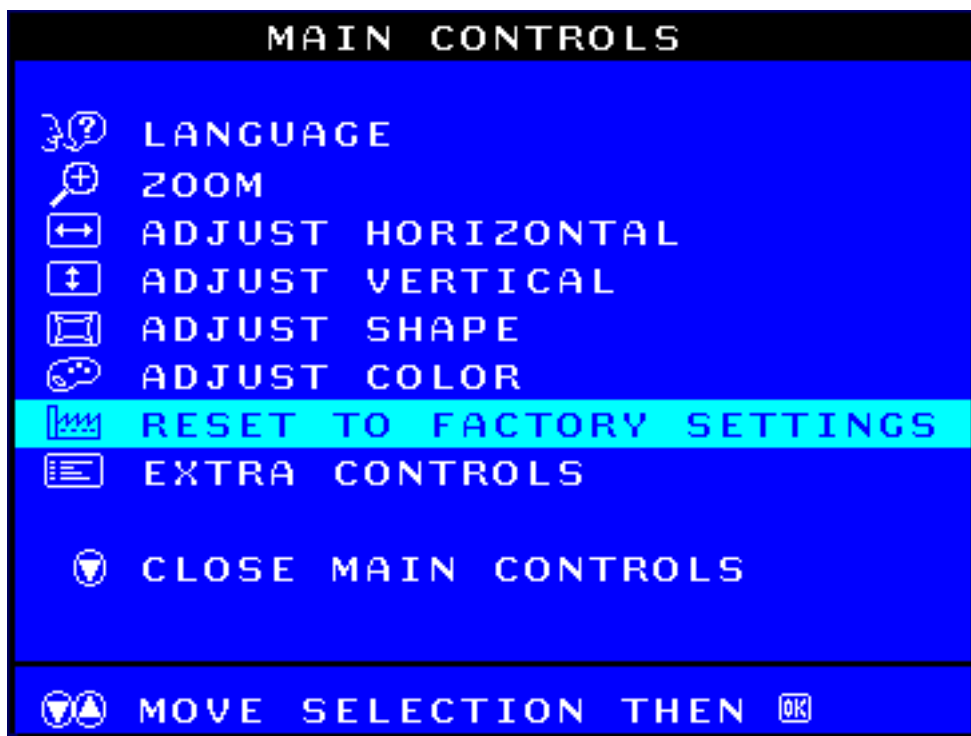 MAIN CONTROLS
LANGUAGE
ZOOM
ADJUST HORIZONTAL
ADJUST VERTICAL
ADJUST SHAPE
ADJUST COLOR
RESET TO FACTORY SETTINGS
EXTRA CONTROLS
CLOSE MAIN CONTROLS
MOVE SELECTION THEN OK